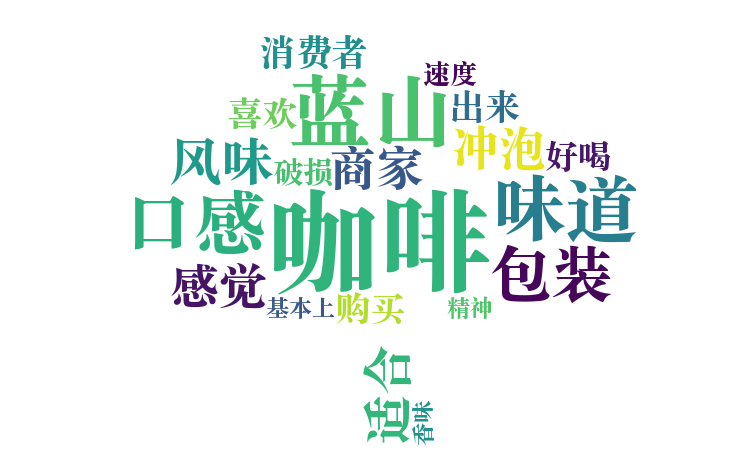 消费者
速度
蓝山
喜欢
出来
冲泡
风味
破损
商家
好喝
口感
咖啡
味道
包装
感觉
基本上
购买
精神
适合
香味